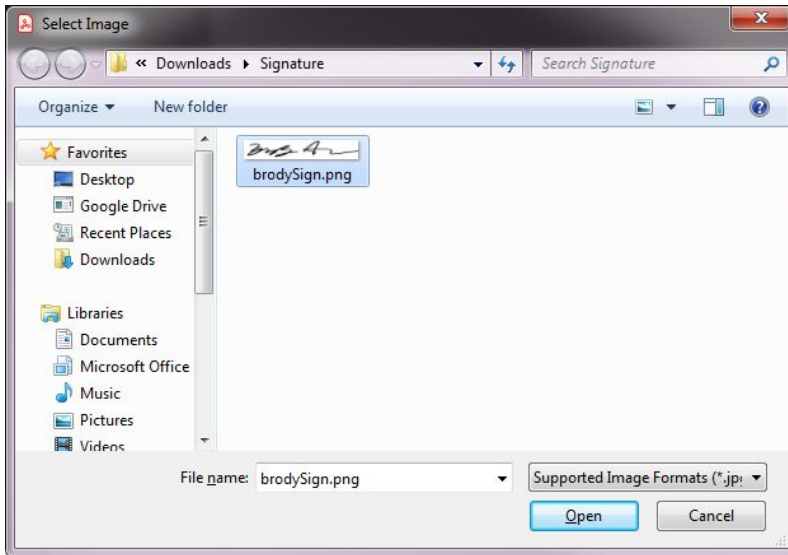 Select Image
« Downloads Signature
Search Signature
Organize
New folder
Favorites
Desktop
Google Drive
Recent Places
Downloads
Libraries
Documents
Microsoft Office
Music
Pictures
Videos
brodySign.png
File name: brodySign.png
Supported Image Formats (*.jp
Open
Cancel